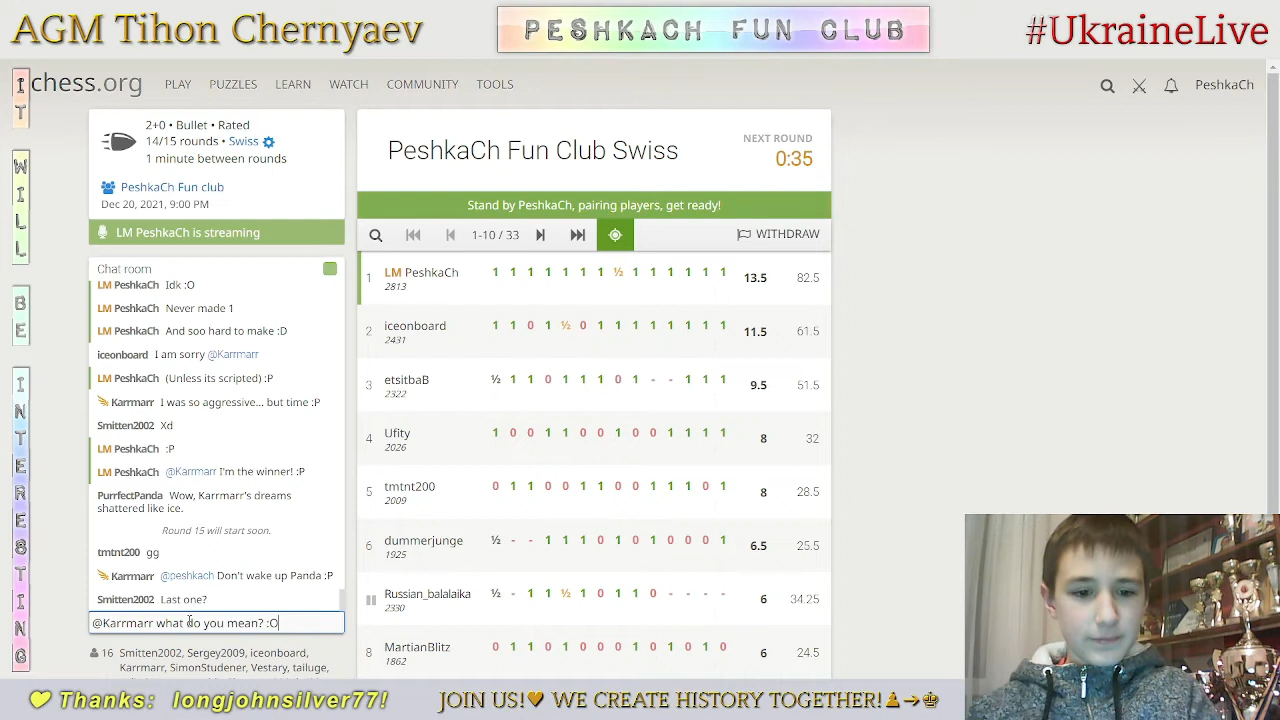 AGM Tihon Chernyaev
PESHKACH FUN CLUB
#UkraineLive
chess.org PLAY PUZZLES LEARN WATCH COMMUNITY TOOLS PeshkaCh
IT
WILL
BE
INTERESTING
2+0 • Bullet • Rated
14/15 rounds • Swiss
1 minute between rounds
PeshkaCh Fun club
Dec 20, 2021, 9:00 PM
LM PeshkaCh is streaming
Chat room
LM PeshkaCh Idk :O
LM PeshkaCh Never made 1
LM PeshkaCh And soo hard to make :D
iceonboard I am sorry @Karrmarr
LM PeshkaCh (Unless its scripted) :P
Karrmarr I was so aggressive... but time :P
Smitten2002 Xd
LM PeshkaCh :P
LM PeshkaCh @Karrmarr I'm the winner! :P
PurrfectPanda Wow, Karrmarr's dreams
shattered like ice.
Round 15 will start soon.
tmtnt200 gg
Karrmarr @peshkach Don't wake up Panda :P
Smitten2002 Last one?
@Karrmarr what do you mean? :O
16 Smitten2002, Sergey2009, iceonboard,
Karrmarr, SimonStudener, Vestary, tailuge,
PeshkaCh Fun Club Swiss
NEXT ROUND
0:35
Stand by PeshkaCh, pairing players, get ready!
1-10 / 33 WITHDRAW
1 LM PeshkaCh 1 1 1 1 1 1 1 ½ 1 1 1 1 1 1 13.5 82.5
2813
2 iceonboard 1 1 0 1 ½ 0 1 1 1 1 1 1 1 1 11.5 61.5
2431
3 etsitbaB ½ 1 1 0 1 1 1 0 1 - - 1 1 1 9.5 51.5
2322
4 Ufity 1 0 0 1 1 0 0 1 0 0 1 1 1 1 8 32
2026
5 tmtnt200 0 1 1 0 0 1 1 0 0 1 1 1 0 1 8 28.5
2009
6 dummerjunge ½ - - 1 1 1 0 1 0 1 0 0 0 1 6.5 25.5
1925
Russian_balalaika ½ - 1 1 ½ 1 0 1 1 0 - - - - 6 34.25
2330
8 MartianBlitz 0 1 0 1 0 1 0 0 1 0 1 0 1 0 6 24.5
1862
Thanks: longjohnsilver77!
JOIN US! WE CREATE HISTORY TOGETHER!